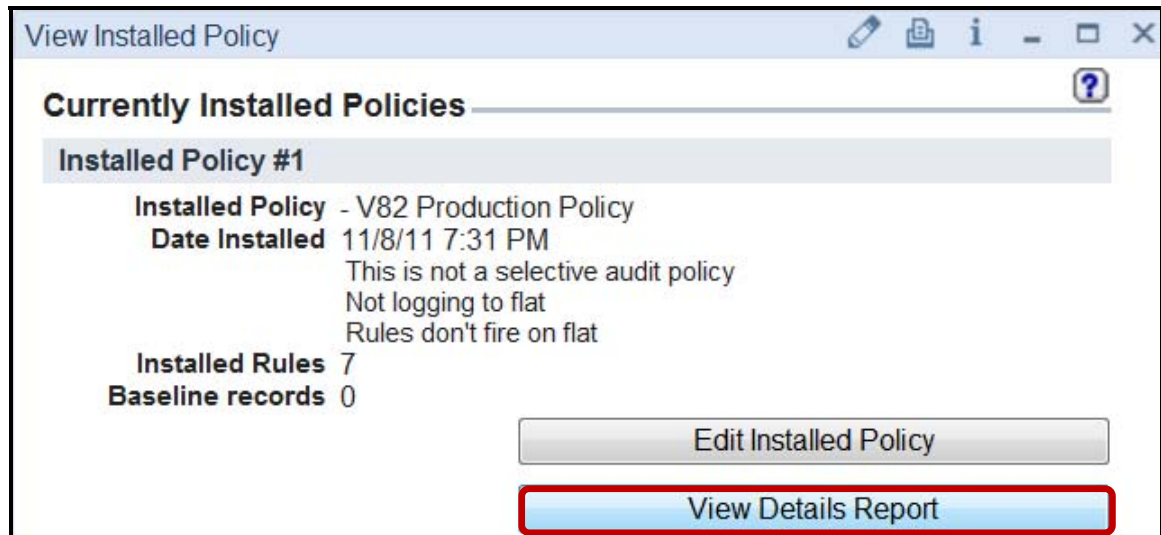 View Installed Policy
Currently Installed Policies
Installed Policy #1
Installed Policy - V82 Production Policy
Date Installed 11/8/11 7:31 PM
This is not a selective audit policy
Not logging to flat
Rules don't fire on flat
Installed Rules 7
Baseline records 0
Edit Installed Policy
View Details Report